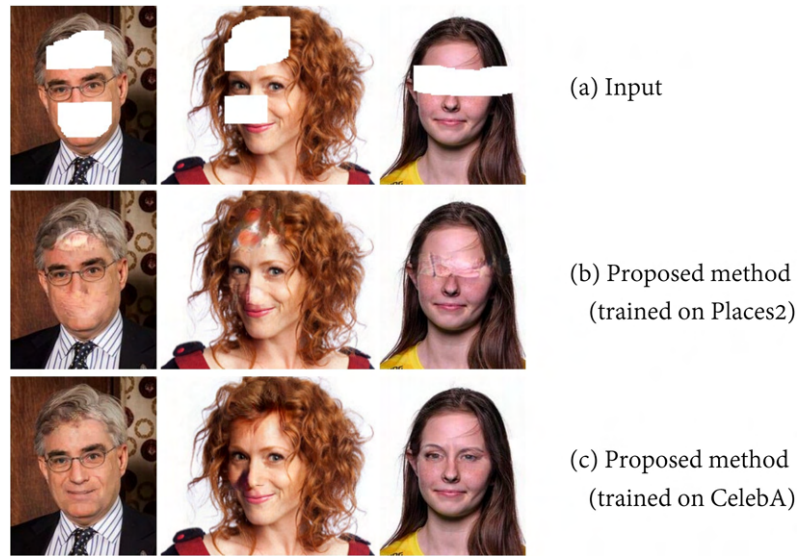 (a) Input
(b) Proposed method
(trained on Places2)
(c) Proposed method
(trained on CelebA)